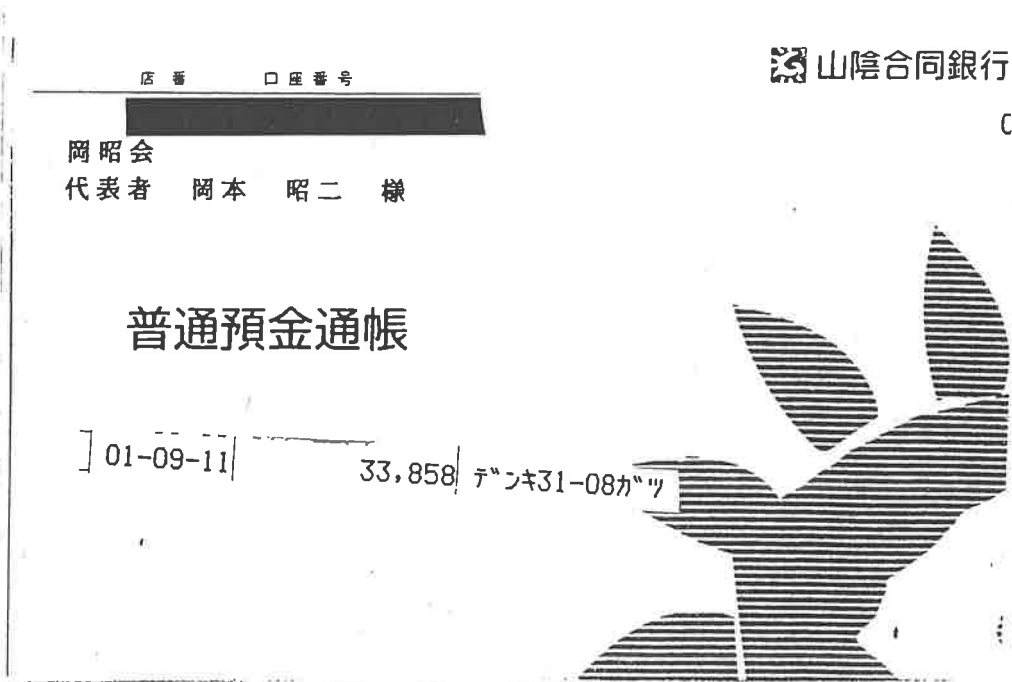 山陰合同銀行
店番 口座番号
岡昭会
代表者 岡本 昭二 様
普通預金通帳
01-09-11 33,858 デンキ31-08ガツ